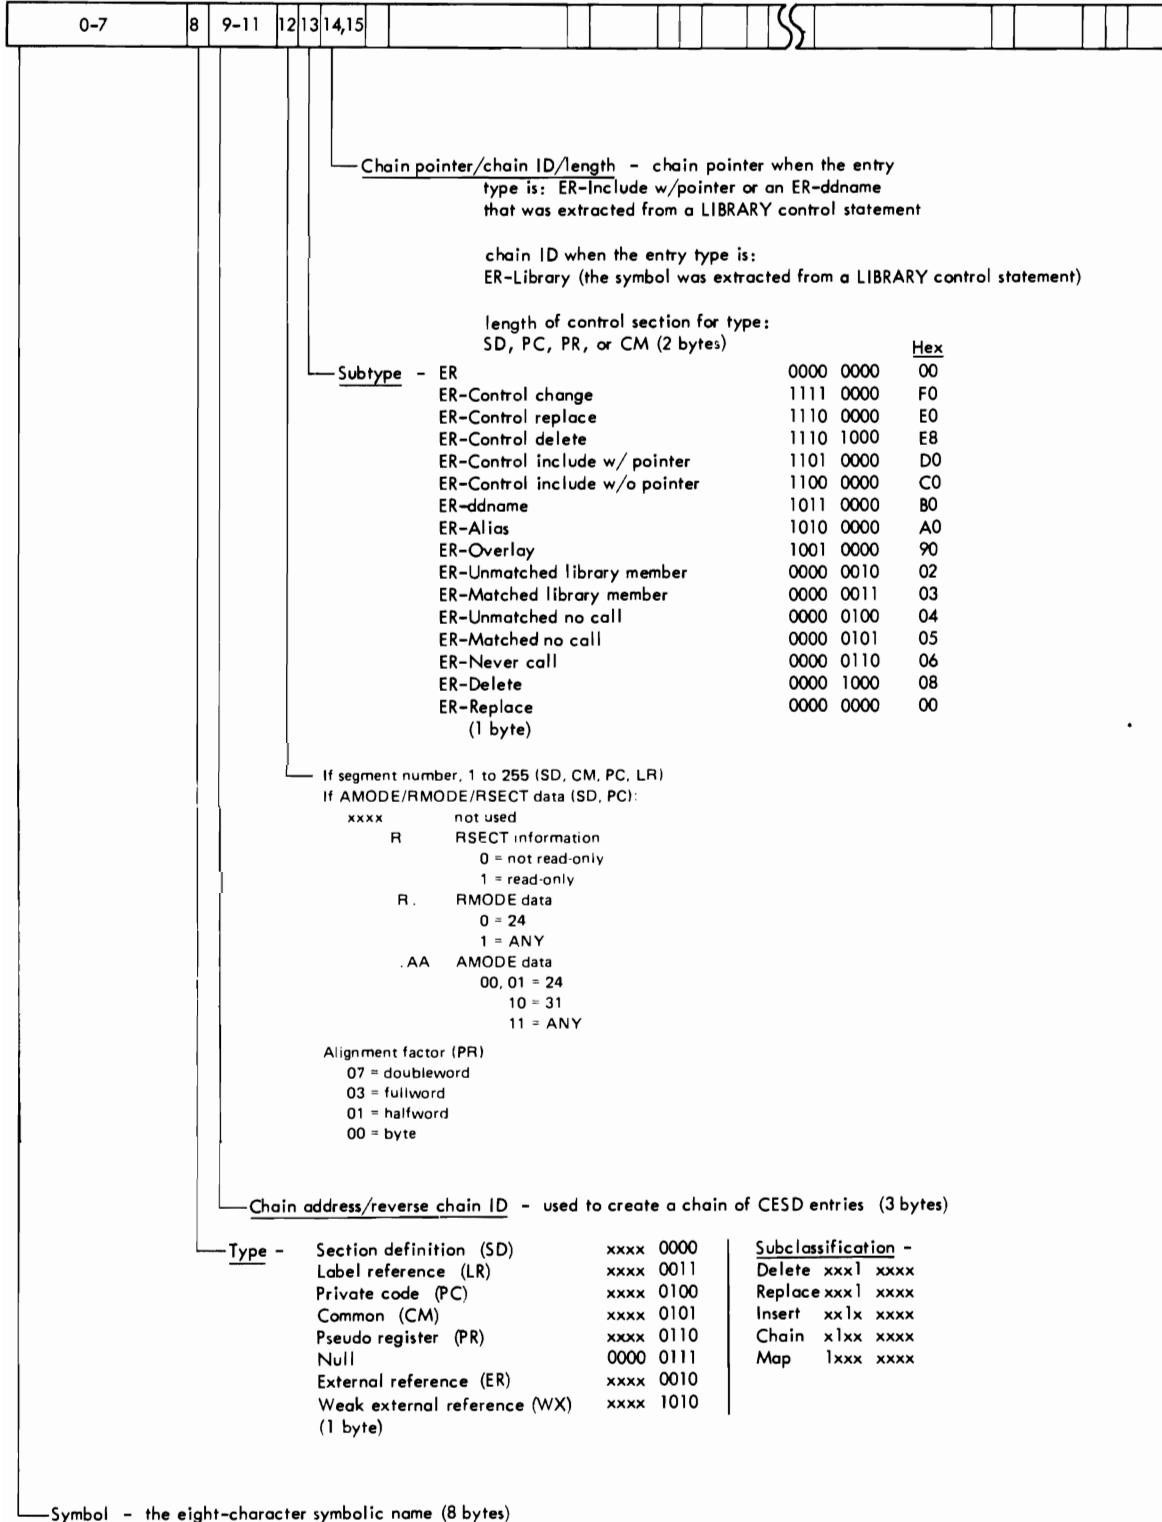 0-7 8 9-11 12 13 14,15
Chain pointer/chain ID/length - chain pointer when the entry
type is: ER-Include w/pointer or an ER-ddname
that was extracted from a LIBRARY control statement
chain ID when the entry type is:
ER-Library (the symbol was extracted from a LIBRARY control statement)
length of control section for type:
SD, PC, PR, or CM (2 bytes)
Hex
Subtype - ER 0000 0000 00
ER-Control change 1111 0000 F0
ER-Control replace 1110 0000 E0
ER-Control delete 1110 1000 E8
ER-Control include w/ pointer 1101 0000 D0
ER-Control include w/o pointer 1100 0000 C0
ER-ddname 1011 0000 B0
ER-Alias 1010 0000 A0
ER-Overlay 1001 0000 90
ER-Unmatched library member 0000 0010 02
ER-Matched library member 0000 0011 03
ER-Unmatched no call 0000 0100 04
ER-Matched no call 0000 0101 05
ER-Never call 0000 0110 06
ER-Delete 0000 1000 08
ER-Replace 0000 0000 00
(1 byte)
If segment number, 1 to 255 (SD, CM, PC, LR)
If AMODE/RMODE/RSECT data (SD, PC):
xxxx not used
R RSECT information
0 = not read-only
1 = read-only
R. RMODE data
0 = 24
1 = ANY
.AA AMODE data
00, 01 = 24
10 = 31
11 = ANY
Alignment factor (PR)
07 = doubleword
03 = fullword
01 = halfword
00 = byte
Chain address/reverse chain ID - used to create a chain of CESD entries (3 bytes)
Type - Section definition (SD) xxxx 0000 Subclassification -
Label reference (LR) xxxx 0011 Delete xxx1 xxxx
Private code (PC) xxxx 0100 Replace xxx1 xxxx
Common (CM) xxxx 0101 Insert xx1x xxxx
Pseudo register (PR) xxxx 0110 Chain x1xx xxxx
Null 0000 0111 Map 1xxx xxxx
External reference (ER) xxxx 0010
Weak external reference (WX) xxxx 1010
(1 byte)
Symbol - the eight-character symbolic name (8 bytes)